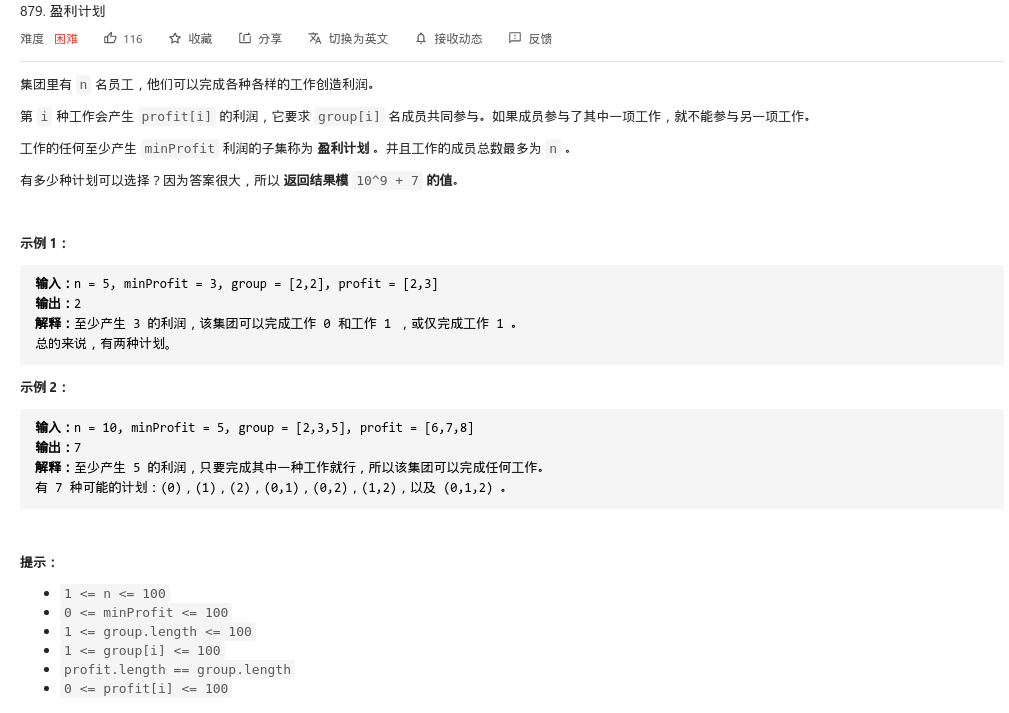 879. 盈利计划
难度 困难 116 收藏 分享 切换为英文 接收动态 反馈
集团里有 n 名员工，他们可以完成各种各样的工作创造利润。
第 i 种工作会产生 profit[i] 的利润，它要求 group[i] 名成员共同参与。如果成员参与了其中一项工作，就不能参与另一项工作。
工作的任何至少产生 minProfit 利润的子集称为 盈利计划 。并且工作的成员总数最多为 n 。
有多少种计划可以选择？因为答案很大，所以 返回结果模 10^9 + 7 的值。
示例 1：
输入：n = 5, minProfit = 3, group = [2,2], profit = [2,3]
输出：2
解释：至少产生 3 的利润，该集团可以完成工作 0 和工作 1 ，或仅完成工作 1 。
总的来说，有两种计划。
示例 2：
输入：n = 10, minProfit = 5, group = [2,3,5], profit = [6,7,8]
输出：7
解释：至少产生 5 的利润，只要完成其中一种工作就行，所以该集团可以完成任何工作。
有 7 种可能的计划：(0)，(1)，(2)，(0,1)，(0,2)，(1,2)，以及 (0,1,2) 。
提示：
1 <= n <= 100
0 <= minProfit <= 100
1 <= group.length <= 100
1 <= group[i] <= 100
profit.length == group.length
0 <= profit[i] <= 100